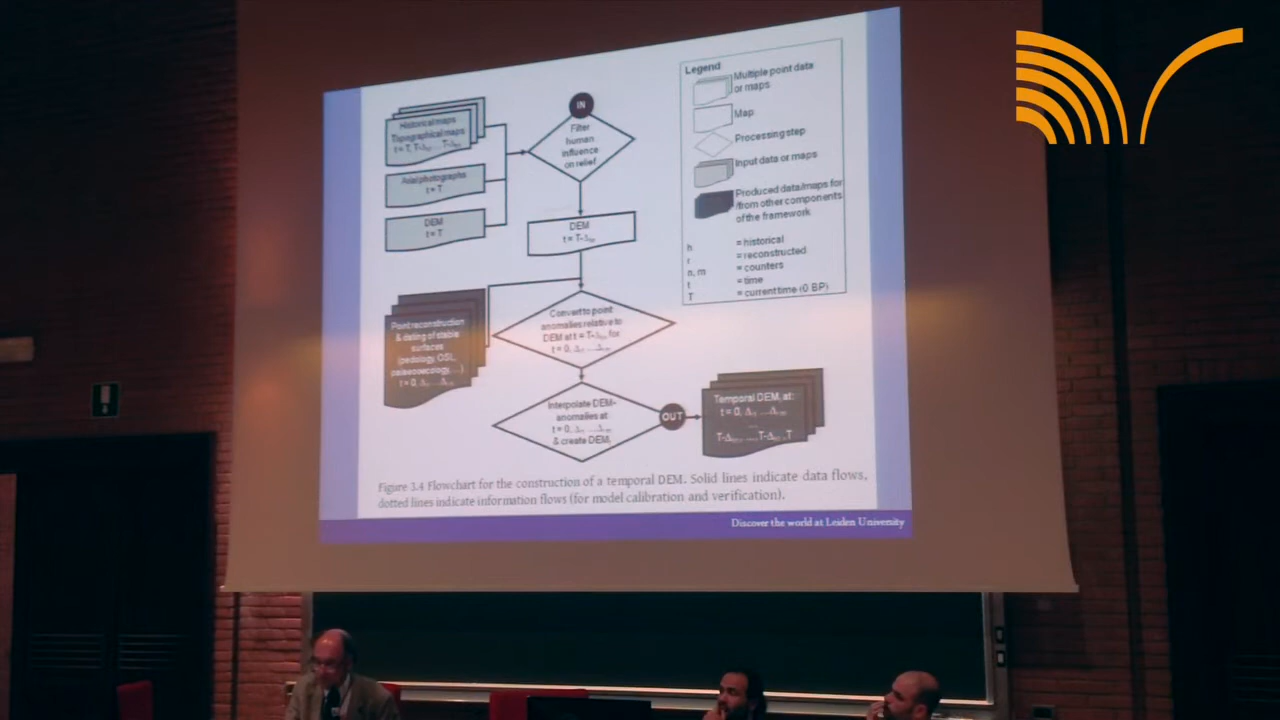 Historical maps
Topographical maps
Aerial photographs
t = T
DEM
t = T
IN
Filter
human
influence
on relief
DEM
Point reconstruction
& dating of stable
surfaces
(pedology, OSL,
palaeoecology, ...)
Convert to point
anomalies relative to
Interpolate DEM-
anomalies at
& create DEM
OUT
Temporal DEM, at:
Legend
Multiple point data
or maps
Map
Processing step
Input data or maps
Produced data/maps for
/from other components
of the framework
h = historical
r = reconstructed
n, m = counters
t = time
T = current time (0 BP)
Figure 3.4 Flowchart for the construction of a temporal DEM. Solid lines indicate data flows,
dotted lines indicate information flows (for model calibration and verification).
Discover the world at Leiden University